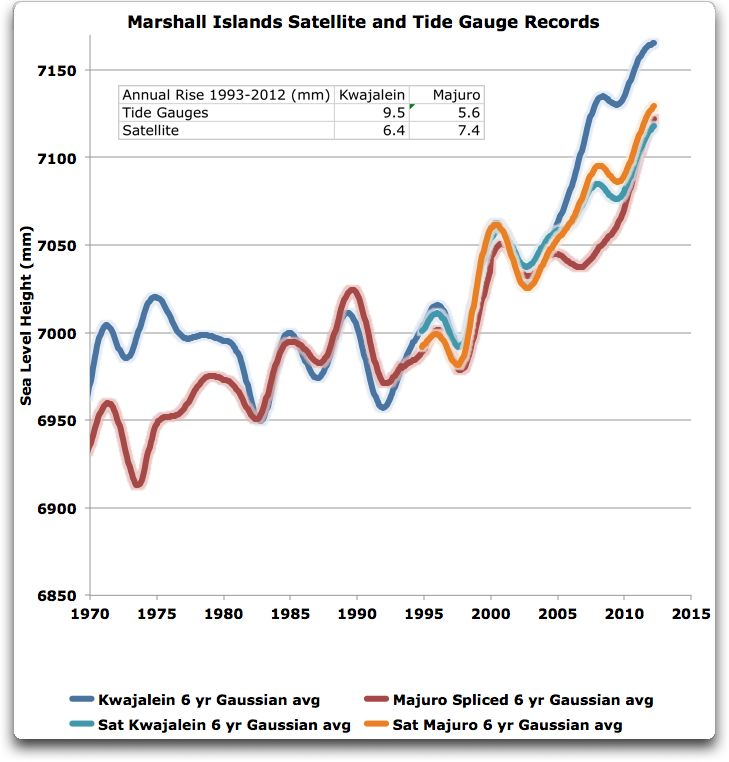 Marshall Islands Satellite and Tide Gauge Records
7150
Annual Rise 1993-2012 (mm) Kwajalein Majuro
Tide Gauges 9.5 5.6
Satellite 6.4 7.4
7100
7050
Sea Level Height (mm)
7000
6950
6900
6850
1970 1975 1980 1985 1990 1995 2000 2005 2010 2015
Kwajalein 6 yr Gaussian avg Majuro Spliced 6 yr Gaussian avg
Sat Kwajalein 6 yr Gaussian avg Sat Majuro 6 yr Gaussian avg